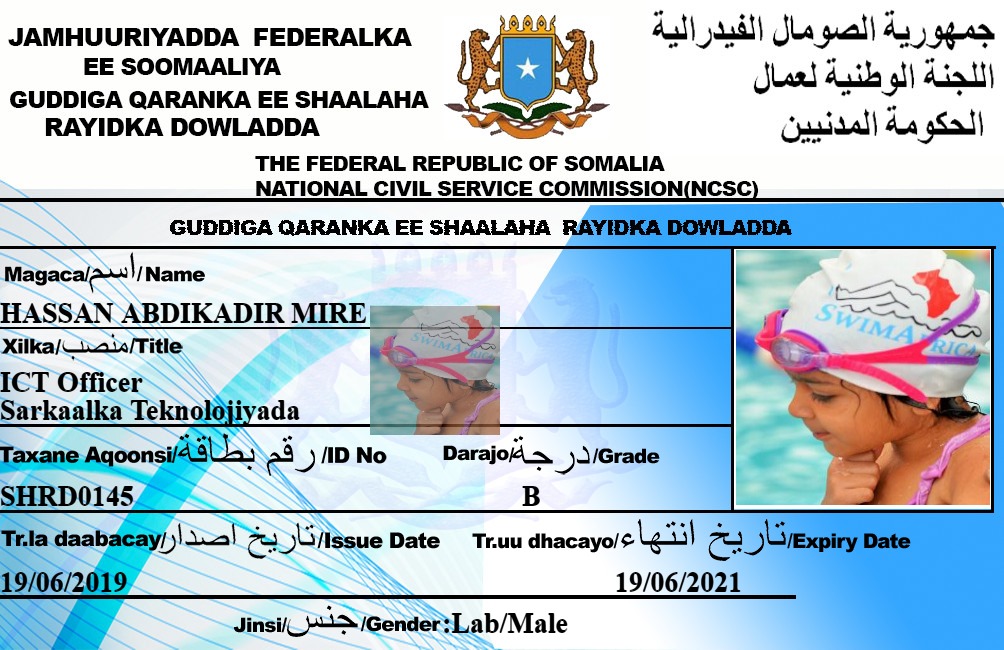 JAMHUURIYADDA FEDERALKA
EE SOOMAALIYA
GUDDIGA QARANKA EE SHAALAHA
RAYIDKA DOWLADDA
جمهورية الصومال الفيدرالية
اللجنة الوطنية لعمال
الحكومة المدنيين
THE FEDERAL REPUBLIC OF SOMALIA
NATIONAL CIVIL SERVICE COMMISSION(NCSC)
GUDDIGA QARANKA EE SHAALAHA RAYIDKA DOWLADDA
Magaca/اسم/Name
HASSAN ABDIKADIR MIRE
Xilka/منصب/Title
ICT Officer
Sarkaalka Teknolojiyada
Taxane Aqoonsi/رقم بطاقة/ID No Darajo/درجة/Grade
SHRD0145 B
Tr.la daabacay/تاريخ اصدار/Issue Date Tr.uu dhacayo/تاريخ انتهاء/Expiry Date
19/06/2019 19/06/2021
Jinsi/جنس/Gender:Lab/Male
SWIMAFRICA
SWIMAFRICA